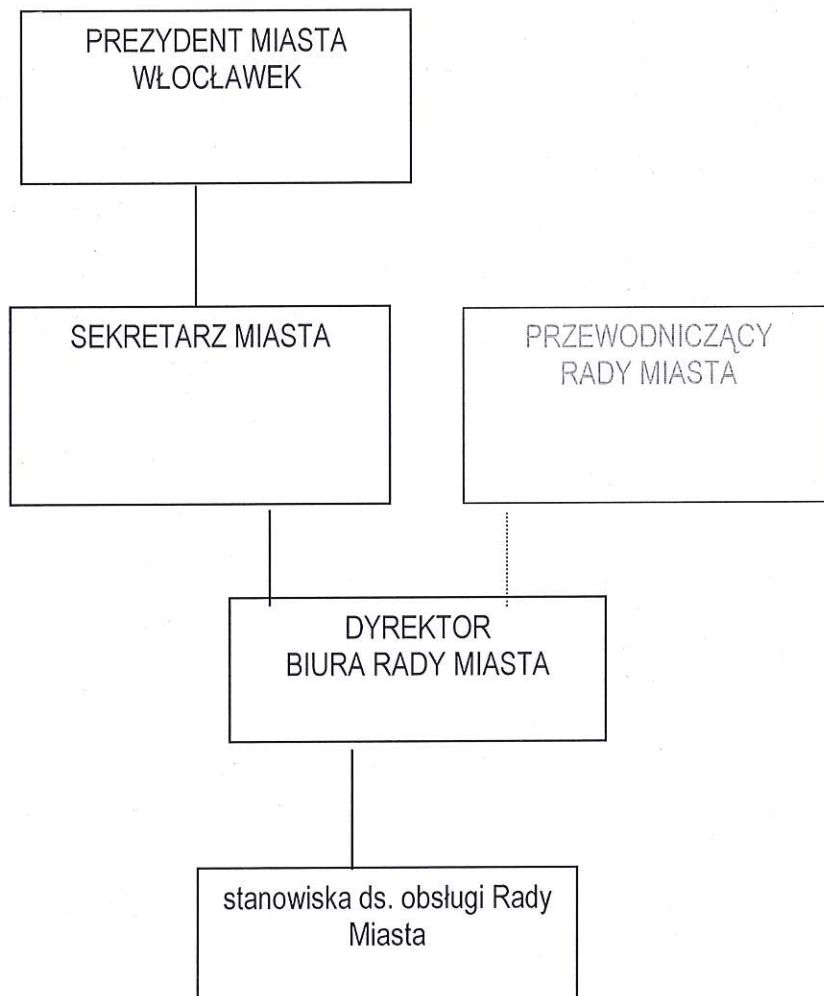 PREZYDENT MIASTA
WŁOCŁAWEK
SEKRETARZ MIASTA
PRZEWODNICZĄCY
RADY MIASTA
DYREKTOR
BIURA RADY MIASTA
stanowiska ds. obsługi Rady
Miasta